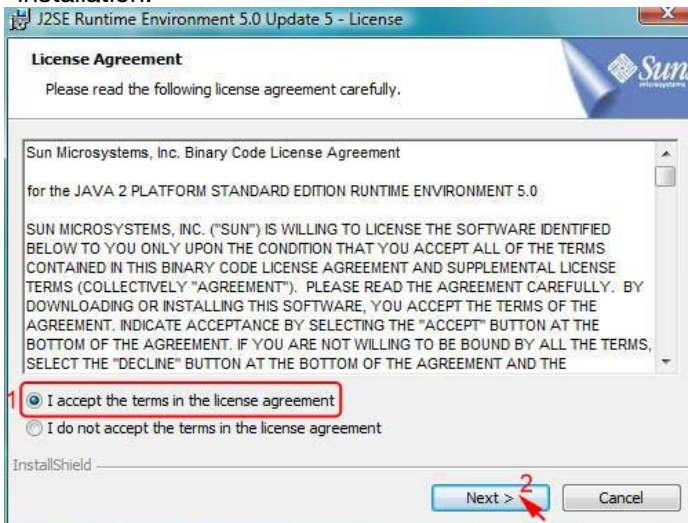 installation.
J2SE Runtime Environment 5.0 Update 5 - License
License Agreement
Please read the following license agreement carefully.
Sun
microsystems
Sun Microsystems, Inc. Binary Code License Agreement
for the JAVA 2 PLATFORM STANDARD EDITION RUNTIME ENVIRONMENT 5.0
SUN MICROSYSTEMS, INC. ("SUN") IS WILLING TO LICENSE THE SOFTWARE IDENTIFIED
BELOW TO YOU ONLY UPON THE CONDITION THAT YOU ACCEPT ALL OF THE TERMS
CONTAINED IN THIS BINARY CODE LICENSE AGREEMENT AND SUPPLEMENTAL LICENSE
TERMS (COLLECTIVELY "AGREEMENT"). PLEASE READ THE AGREEMENT CAREFULLY. BY
DOWNLOADING OR INSTALLING THIS SOFTWARE, YOU ACCEPT THE TERMS OF THE
AGREEMENT. INDICATE ACCEPTANCE BY SELECTING THE "ACCEPT" BUTTON AT THE
BOTTOM OF THE AGREEMENT. IF YOU ARE NOT WILLING TO BE BOUND BY ALL THE TERMS,
SELECT THE "DECLINE" BUTTON AT THE BOTTOM OF THE AGREEMENT AND THE
1 I accept the terms in the license agreement
I do not accept the terms in the license agreement
InstallShield
2
Next > Cancel